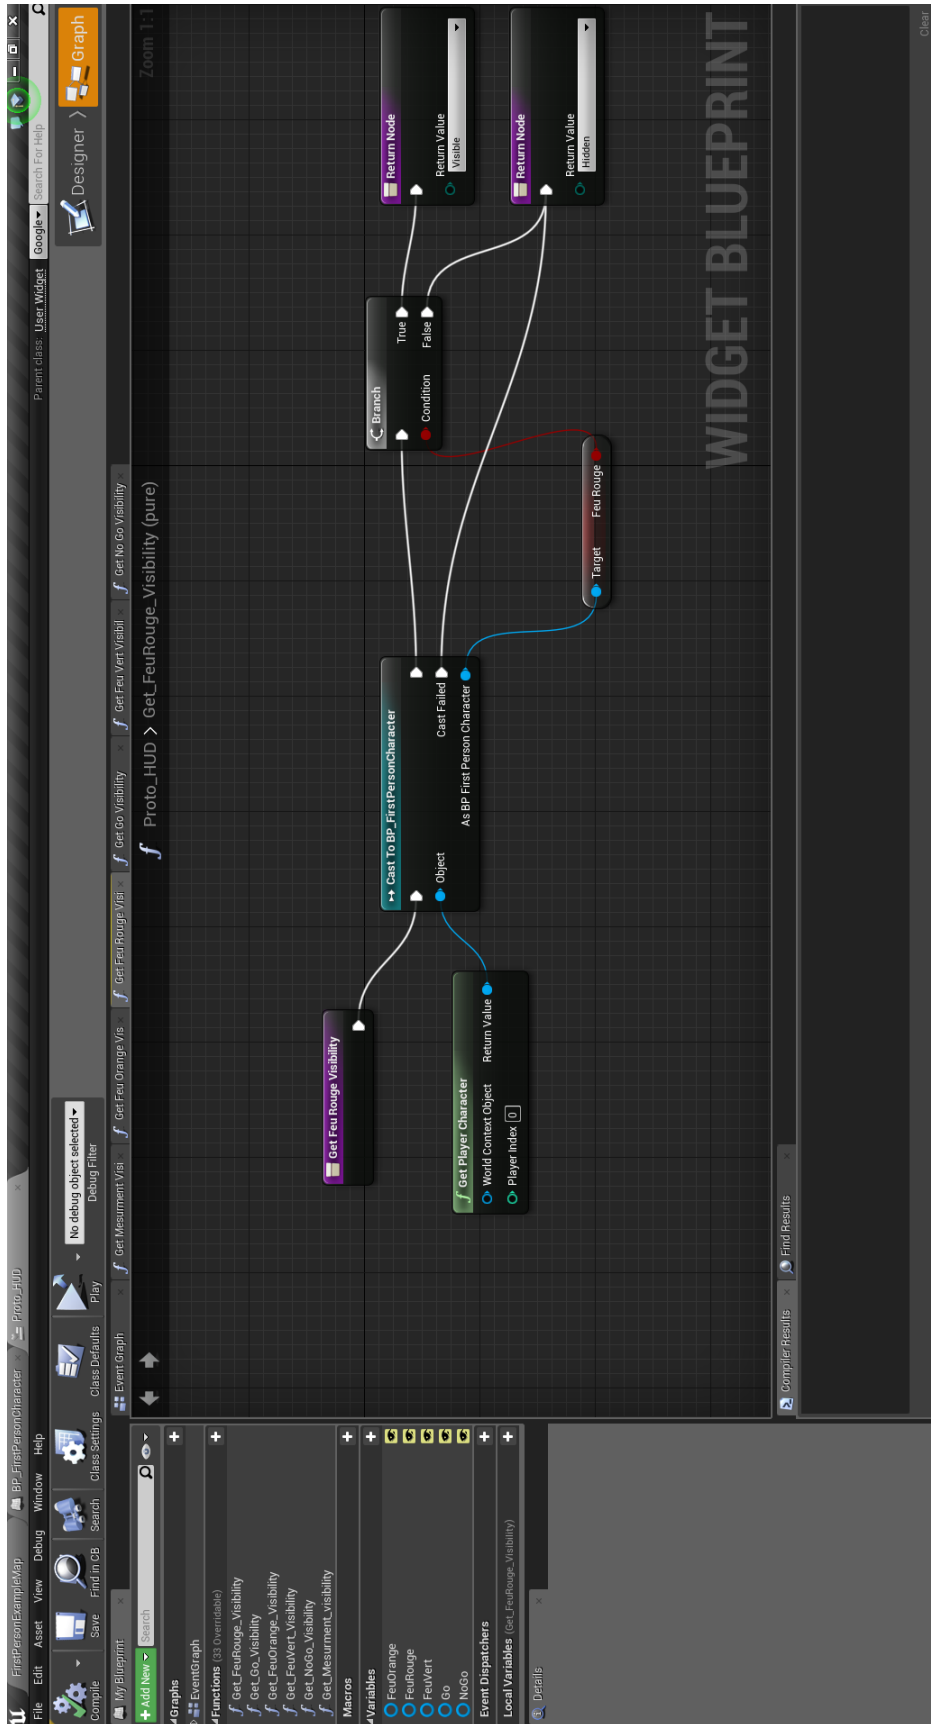 FirstPersonExampleMap
BP_FirstPersonCharacter
Proto_HUD
File Edit Asset View Debug Window Help
Parent class: User Widget
Google
Search For Help
Compile
Save
Find in CB
Search
Class Settings
Class Defaults
Play
No debug object selected
Debug Filter
Designer
Graph
My Blueprint
Add New
Search
Graphs
EventGraph
Functions (33 Overridable)
Get_FeuRouge_Visibility
Get_Go_Visibility
Get_FeuOrange_Visibility
Get_FeuVert_Visibility
Get_NoGo_Visibility
Get_Mesurment_visibility
Macros
Variables
FeuOrange
FeuRouge
FeuVert
Go
NoGo
Event Dispatchers
Local Variables (Get_FeuRouge_Visibility)
Details
Event Graph
Get Mesurment Visi
Get Feu Orange Vis
Get Feu Rouge Visi
Get Go Visibility
Get Feu Vert Visibil
Get No Go Visibility
Proto_HUD > Get_FeuRouge_Visibility (pure)
Zoom 1:1
Get Feu Rouge Visibility
Get Player Character
World Context Object
Return Value
Player Index 0
Cast To BP_FirstPersonCharacter
Object
Cast Failed
As BP First Person Character
Target
Feu Rouge
Branch
True
Condition
False
Return Node
Return Value
Visible
Return Node
Return Value
Hidden
WIDGET BLUEPRINT
Compiler Results
Find Results
Clear